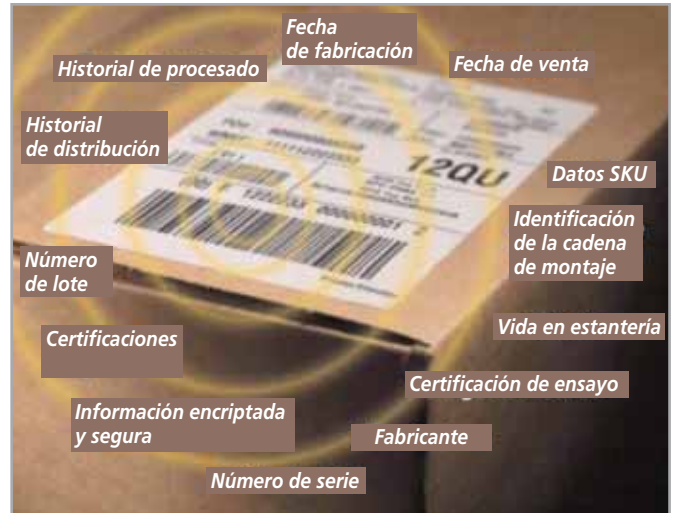 Fecha
de fabricación
Historial de procesado
Fecha de venta
Historial
de distribución
12QU
Datos SKU
Identificación
de la cadena
de montaje
Número
de lote
Vida en estantería
Certificaciones
Certificación de ensayo
Información encriptada
y segura
Fabricante
Número de serie